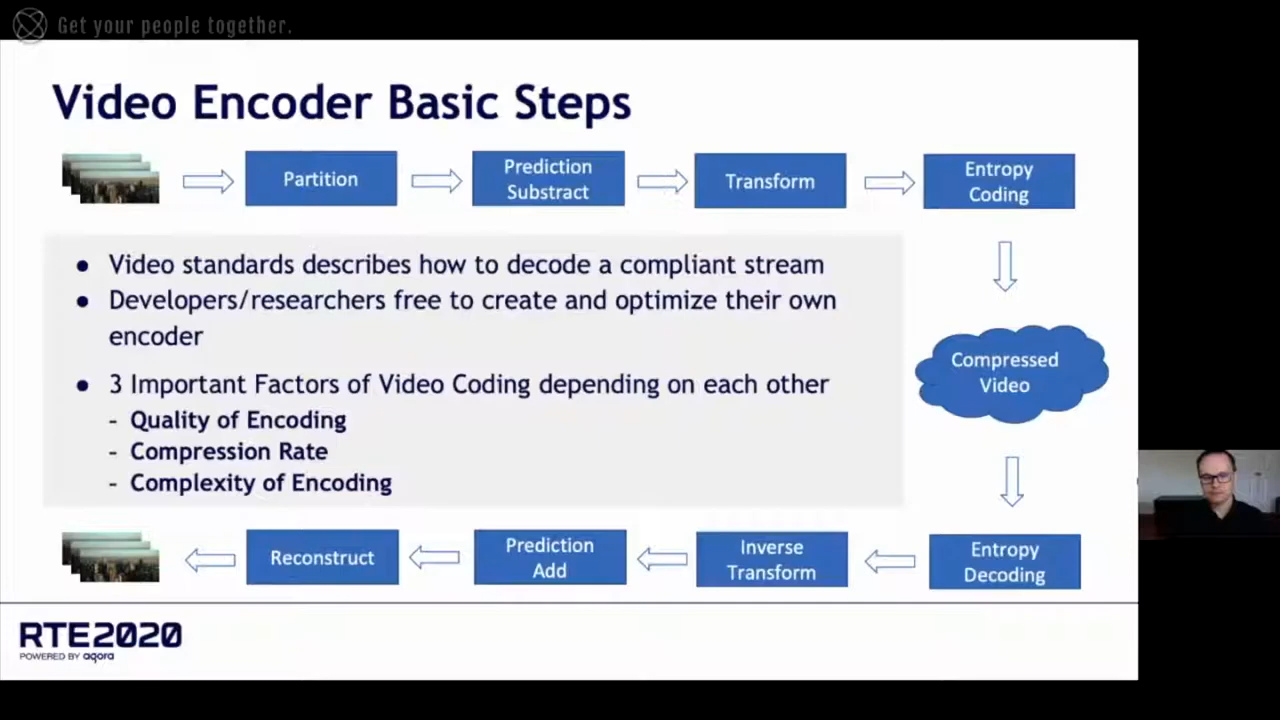 Get your people together.
Video Encoder Basic Steps
Partition
Prediction
Substract
Transform
Entropy
Coding
● Video standards describes how to decode a compliant stream
● Developers/researchers free to create and optimize their own
encoder
● 3 Important Factors of Video Coding depending on each other
- Quality of Encoding
- Compression Rate
- Complexity of Encoding
Compressed
Video
Reconstruct
Prediction
Add
Inverse
Transform
Entropy
Decoding
RTE2020
POWERED BY agora